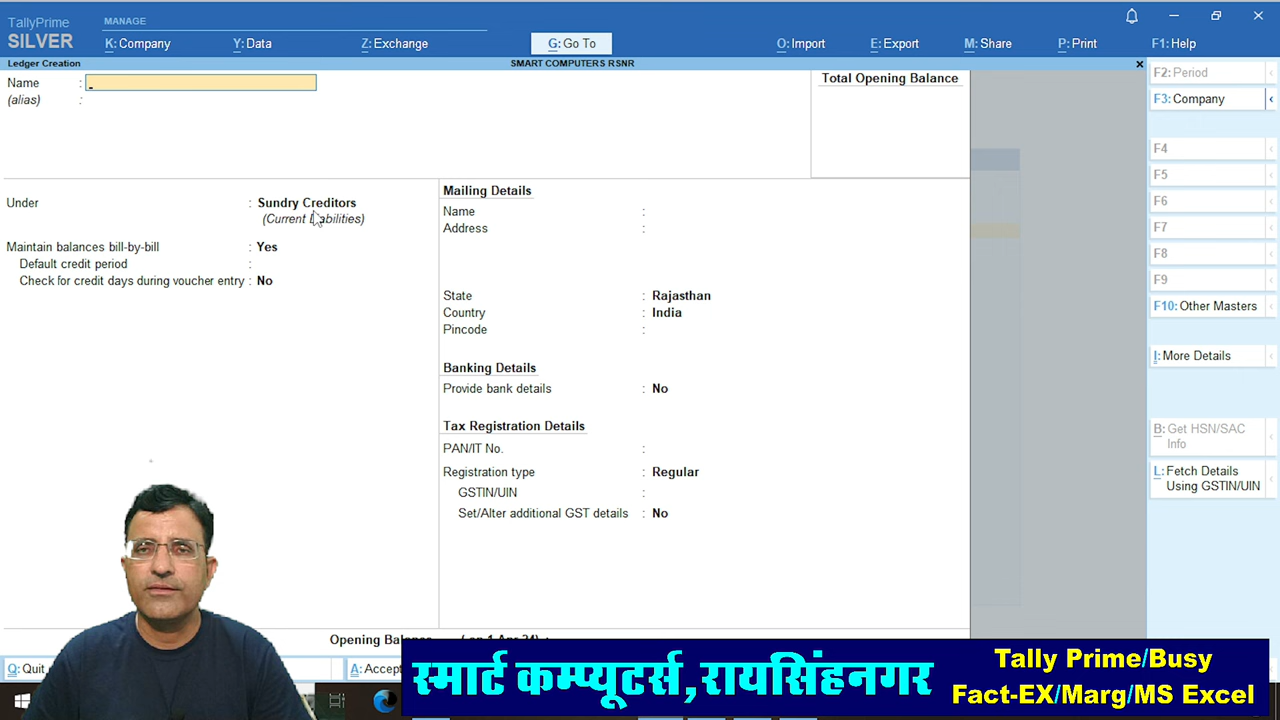 TallyPrime
MANAGE
SILVER
K: Company
Y: Data
Z: Exchange
G: Go To
O: Import
E: Export
M: Share
P: Print
F1: Help
Ledger Creation
SMART COMPUTERS RSNR
Name :
(alias) :
Total Opening Balance
Under : Sundry Creditors
(Current Liabilities)
Maintain balances bill-by-bill : Yes
Default credit period :
Check for credit days during voucher entry : No
Mailing Details
Name :
Address :
State : Rajasthan
Country : India
Pincode :
Banking Details
Provide bank details : No
Tax Registration Details
PAN/IT No. :
Registration type : Regular
GSTIN/UIN :
Set/Alter additional GST details : No
F2: Period
F3: Company
F4
F5
F6
F7
F8
F9
F10: Other Masters
I: More Details
B: Get HSN/SAC
Info
L: Fetch Details
Using GSTIN/UIN
Opening Balance
Q: Quit
A: Accept
स्मार्ट कम्प्यूटर्स,रायसिंहनगर
Tally Prime/Busy
Fact-EX/Marg/MS Excel